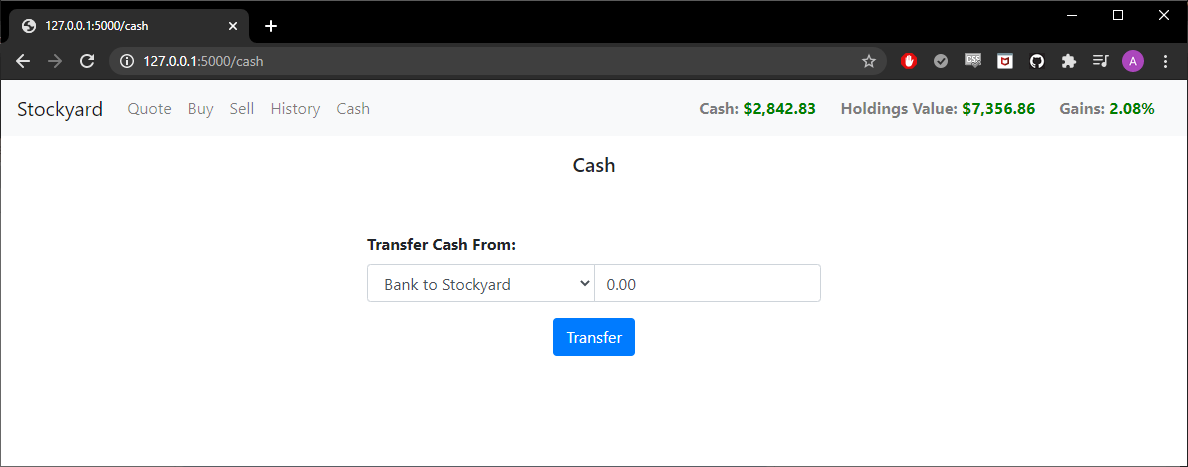 127.0.0.1:5000/cash
127.0.0.1:5000/cash
CSS
A
Stockyard Quote Buy Sell History Cash Cash: $2,842.83 Holdings Value: $7,356.86 Gains: 2.08%
Cash
Transfer Cash From:
Bank to Stockyard 0.00
Transfer